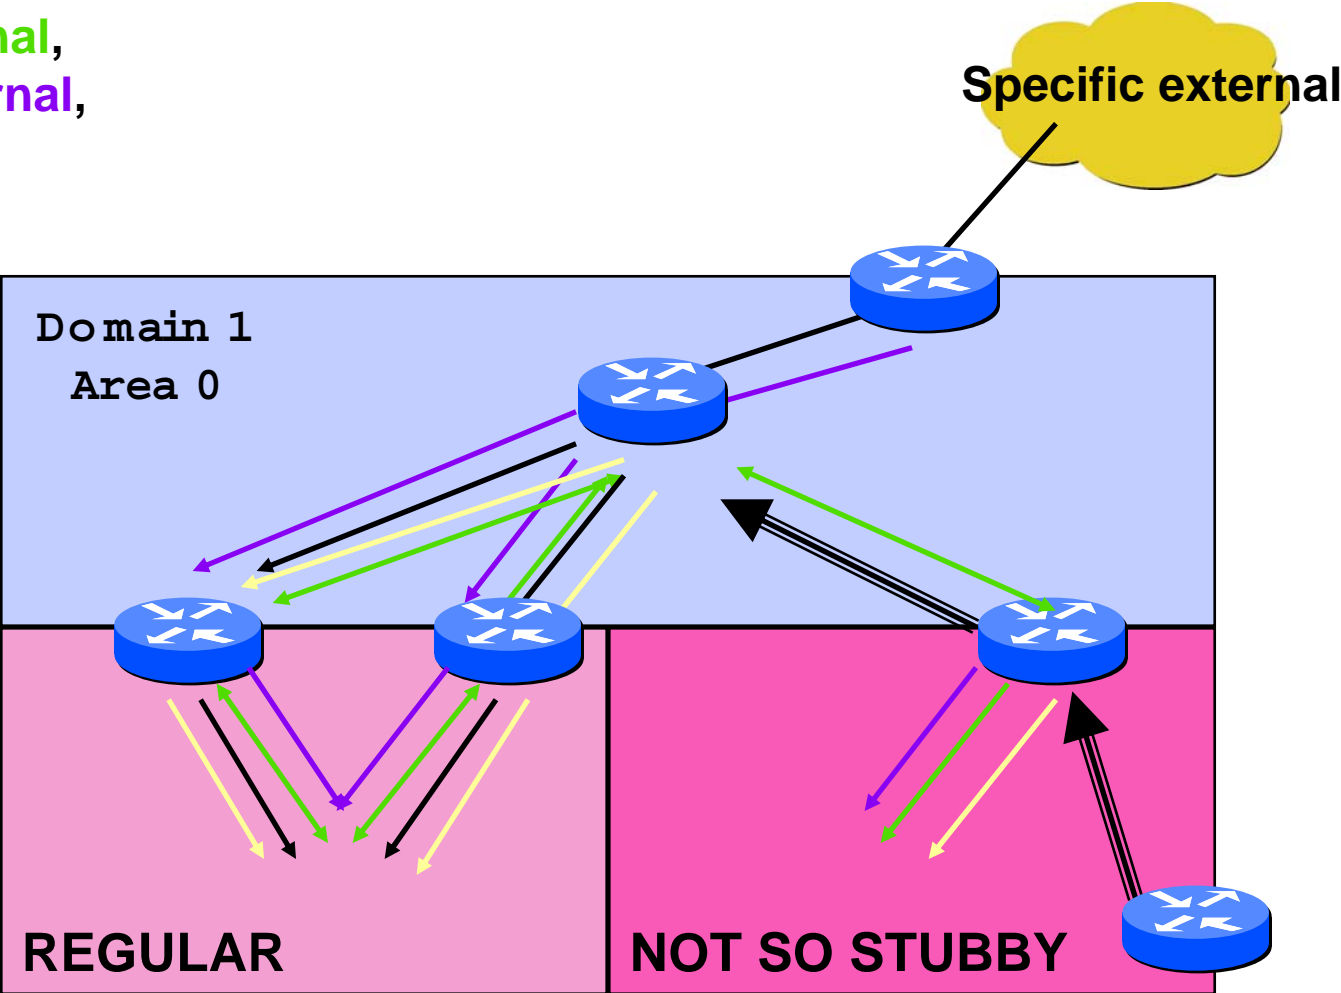 nal,
rnal,
Specific external
Domain 1
Area 0
REGULAR
NOT SO STUBBY